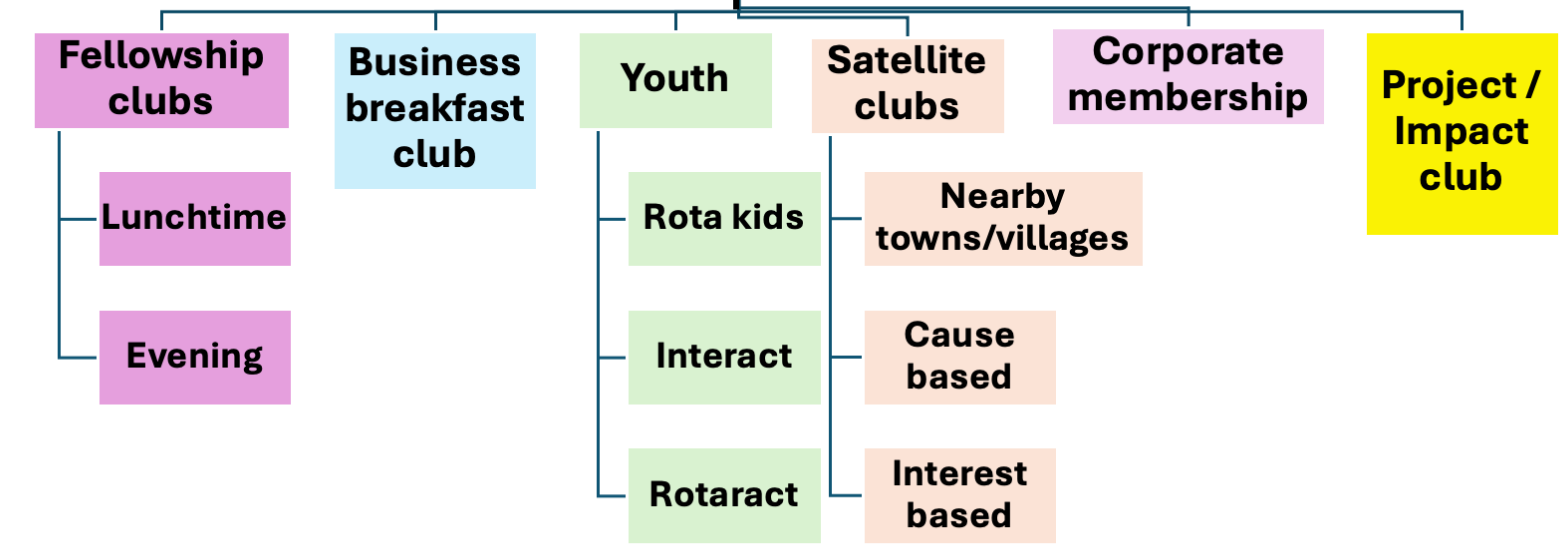 Fellowship
clubs
Business
breakfast
club
Youth
Satellite
clubs
Corporate
membership
Project /
Impact
club
Lunchtime
Rota kids
Nearby
towns/villages
Evening
Interact
Cause
based
Rotaract
Interest
based